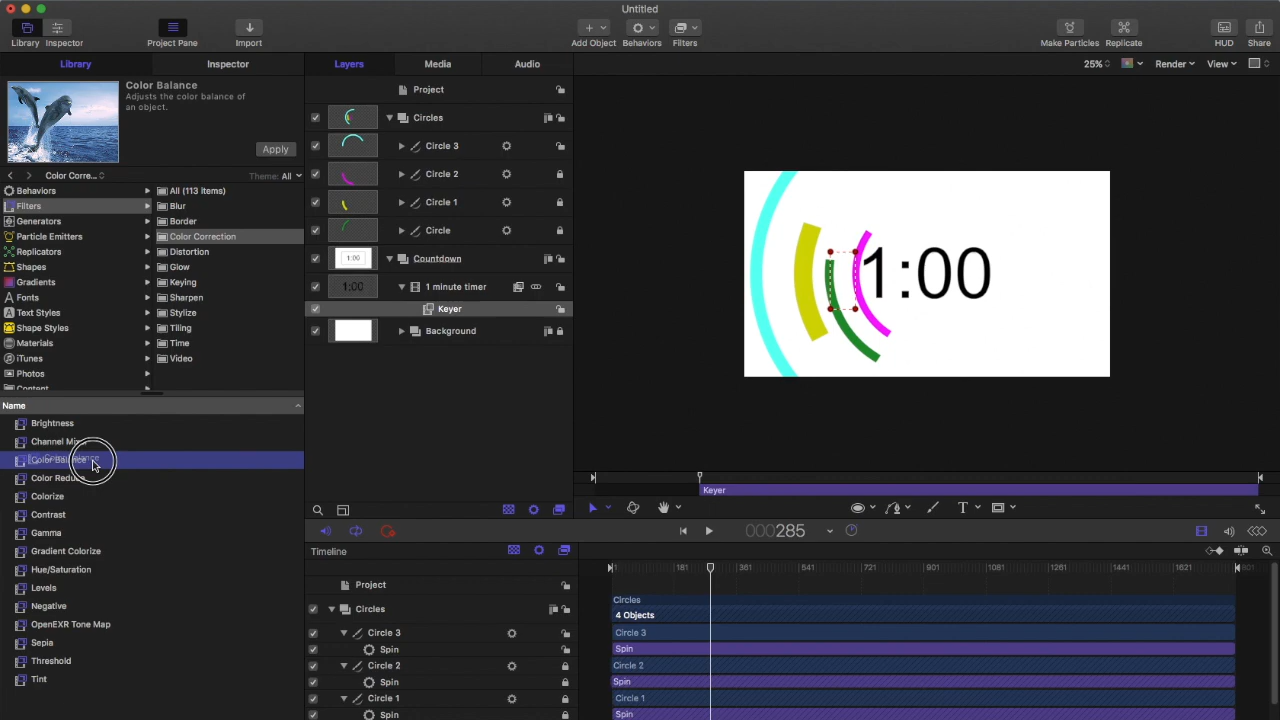 Untitled
Library
Inspector
Project Pane
Import
Add Object
Behaviors
Filters
Make Particles
Replicate
HUD
Share
Library
Inspector
Layers
Media
Audio
25%
Render
View
Color Balance
Adjusts the color balance of
an object.
Apply
Color Corre...
Theme: All
Behaviors
Filters
Generators
Particle Emitters
Replicators
Shapes
Gradients
Fonts
Text Styles
Shape Styles
Materials
iTunes
Photos
Content
All (113 items)
Blur
Border
Color Correction
Distortion
Glow
Keying
Sharpen
Stylize
Tiling
Time
Video
Name
Brightness
Channel Mixer
Color Balance
Color Reduce
Colorize
Contrast
Gamma
Gradient Colorize
Hue/Saturation
Levels
Negative
OpenEXR Tone Map
Sepia
Threshold
Tint
Project
Circles
Circle 3
Circle 2
Circle 1
Circle
1:00
Countdown
1:00
1 minute timer
Keyer
Background
1:00
Keyer
T
000285
Timeline
1 181 361 541 721 901 1081 1261 1441 1621 801
Project
Circles
Circle 3
Spin
Circle 2
Spin
Circle 1
Spin
Circles
4 Objects
Circle 3
Spin
Circle 2
Spin
Circle 1
Spin